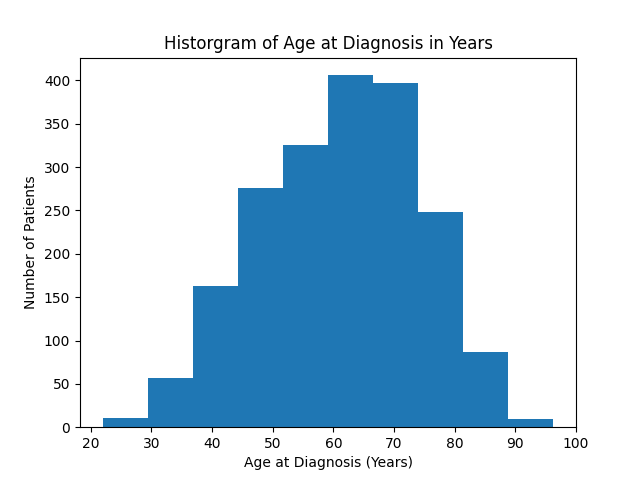 Historgram of Age at Diagnosis in Years
400
350
300
250
200
150
100
50
0
Number of Patients
20 30 40 50 60 70 80 90 100
Age at Diagnosis (Years)